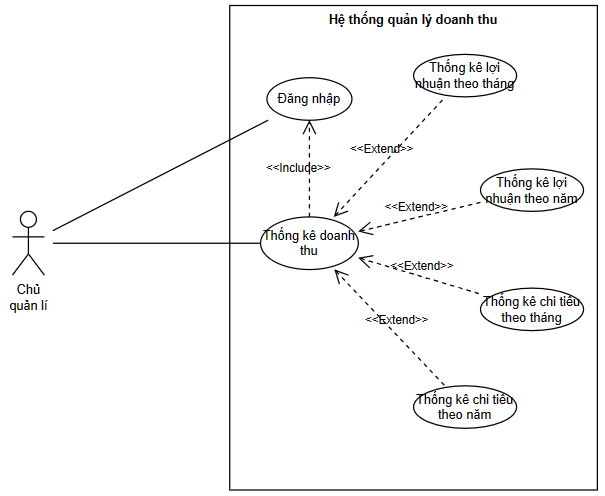 Hệ thống quản lý doanh thu
Thống kê lợi
nhuận theo tháng
Đăng nhập
<<Extend>>
<<Include>>
Thống kê lợi
nhuận theo năm
<<Extend>>
Thống kê doanh
thu
<<Extend>>
Chủ
quản lí
Thống kê chi tiêu
theo tháng
<<Extend>>
Thống kê chi tiêu
theo năm